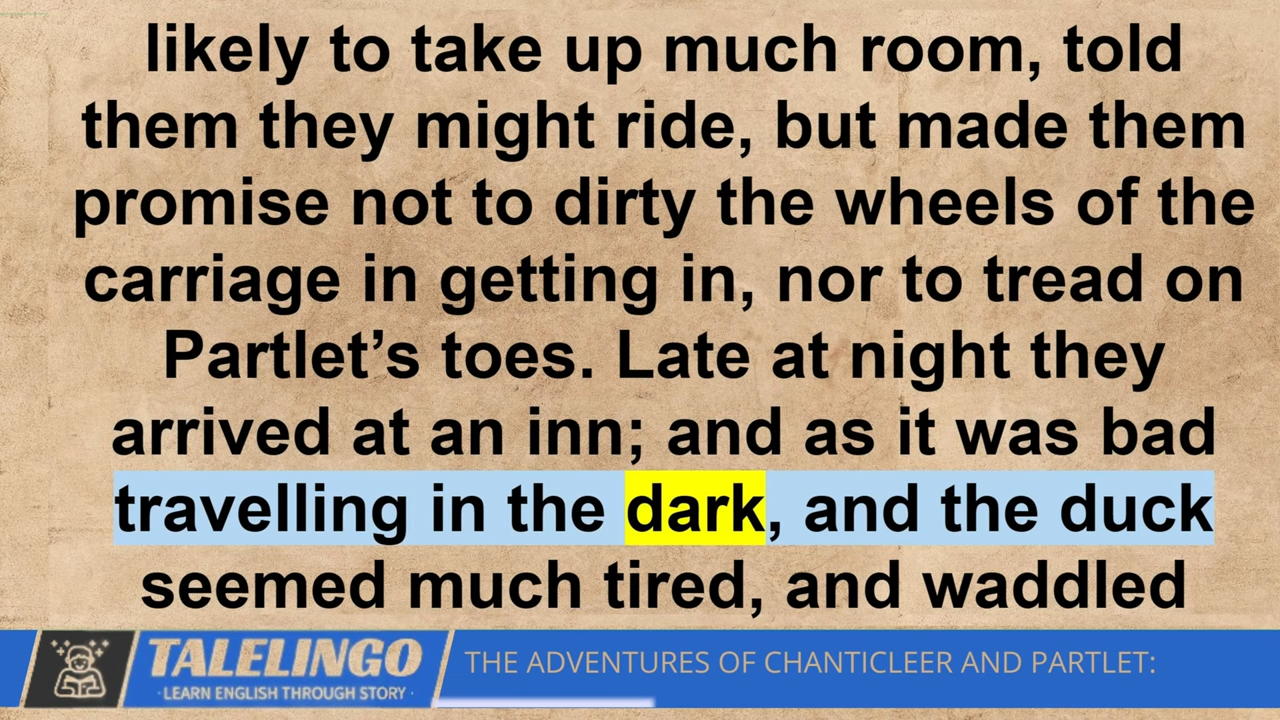 likely to take up much room, told
them they might ride, but made them
promise not to dirty the wheels of the
carriage in getting in, nor to tread on
Partlet’s toes. Late at night they
arrived at an inn; and as it was bad
travelling in the dark, and the duck
seemed much tired, and waddled
TALELINGO
· LEARN ENGLISH THROUGH STORY ·
THE ADVENTURES OF CHANTICLEER AND PARTLET: